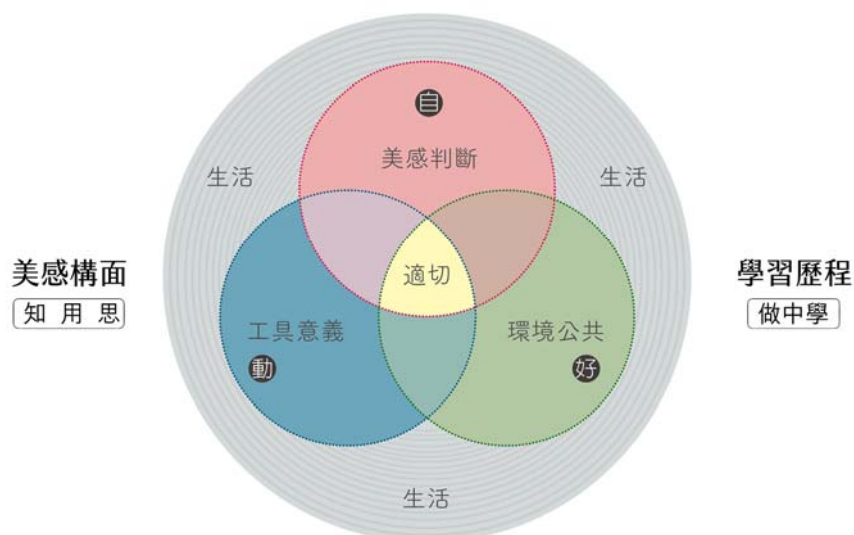 自
美感判斷
生活
生活
美感構面
知 用 思
適切
學習歷程
做中學
工具意義
環境公共
動
好
生活